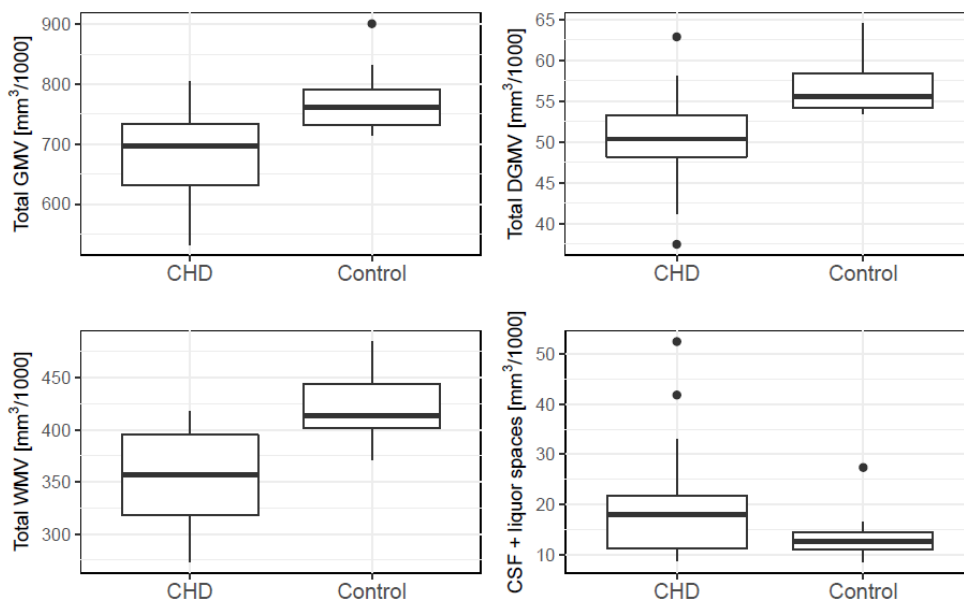 Total GMV [mm³/1000]
900
800
700
600
CHD
Control
Total DGMV [mm³/1000]
65
60
55
50
45
40
CHD
Control
Total WMV [mm³/1000]
450
400
350
300
CHD
Control
CSF + liquor spaces [mm³/1000]
50
40
30
20
10
CHD
Control